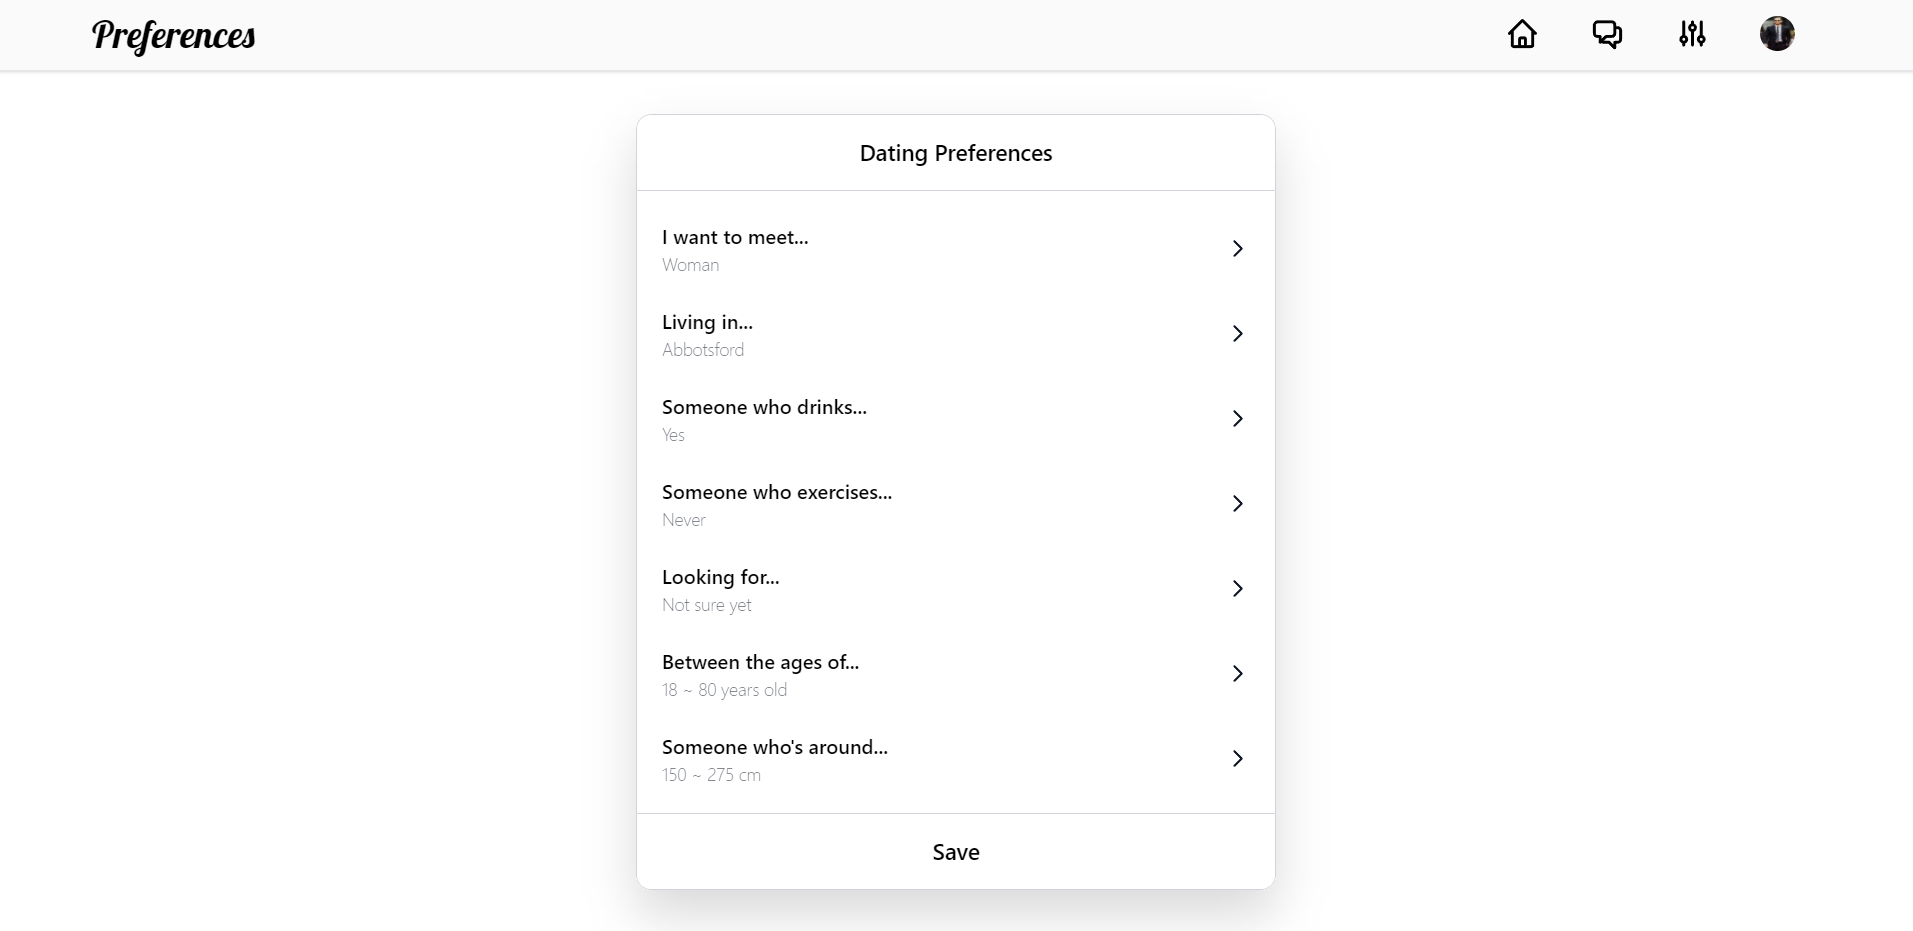 Preferences
Dating Preferences
I want to meet...
Woman
Living in...
Abbotsford
Someone who drinks...
Yes
Someone who exercises...
Never
Looking for...
Not sure yet
Between the ages of...
18 ~ 80 years old
Someone who's around...
150 ~ 275 cm
Save